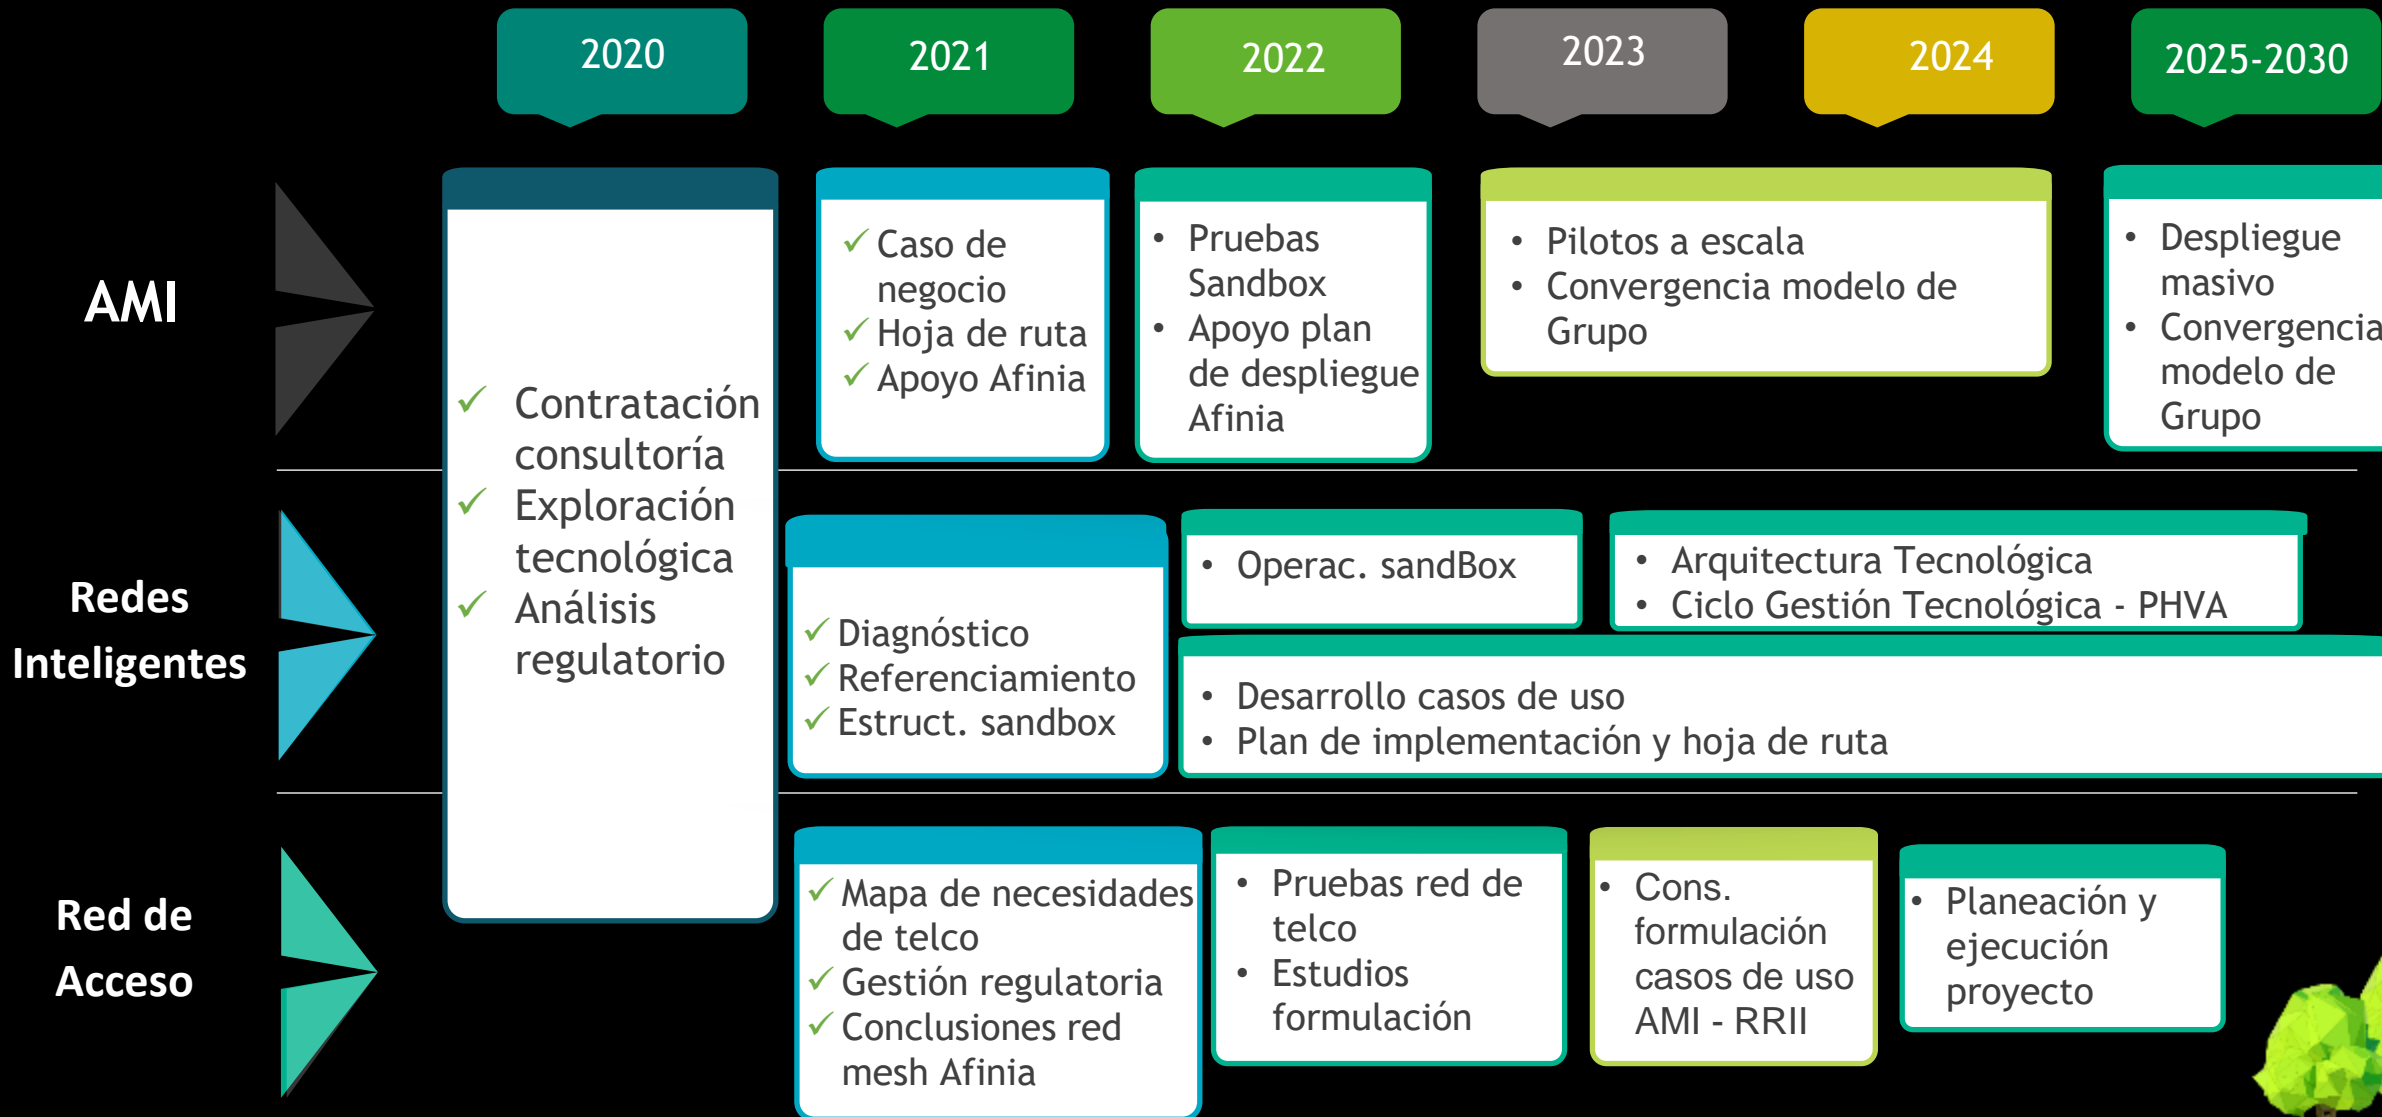 2020
2021
2022
2023
2024
2025-2030
AMI
✓ Contratación
consultoría
✓ Exploración
tecnológica
✓ Análisis
regulatorio
✓ Caso de
negocio
✓ Hoja de ruta
✓ Apoyo Afinia
• Pruebas
Sandbox
• Apoyo plan
de despliegue
Afinia
• Pilotos a escala
• Convergencia modelo de
Grupo
• Despliegue
masivo
• Convergencia
modelo de
Grupo
Redes
Inteligentes
✓ Diagnóstico
✓ Referenciamiento
✓ Estruct. sandbox
• Operac. sandBox
• Arquitectura Tecnológica
• Ciclo Gestión Tecnológica - PHVA
• Desarrollo casos de uso
• Plan de implementación y hoja de ruta
Red de
Acceso
✓ Mapa de necesidades
de telco
✓ Gestión regulatoria
✓ Conclusiones red
mesh Afinia
• Pruebas red de
telco
• Estudios
formulación
• Cons.
formulación
casos de uso
AMI - RRII
• Planeación y
ejecución
proyecto